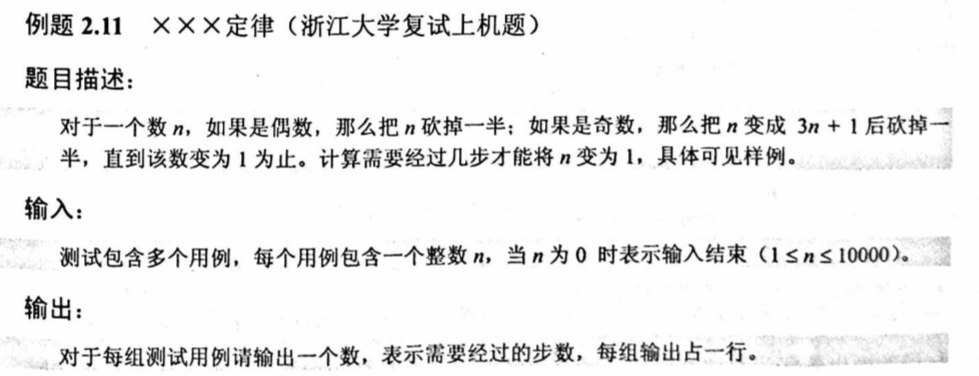 例题 2.11 ×××定律（浙江大学复试上机题）
题目描述：
对于一个数 n，如果是偶数，那么把 n 砍掉一半；如果是奇数，那么把 n 变成 3n + 1 后砍掉一
半，直到该数变为 1 为止。计算需要经过几步才能将 n 变为 1，具体可见样例。
输入：
测试包含多个用例，每个用例包含一个整数 n，当 n 为 0 时表示输入结束（1≤n≤10000）。
输出：
对于每组测试用例请输出一个数，表示需要经过的步数，每组输出占一行。